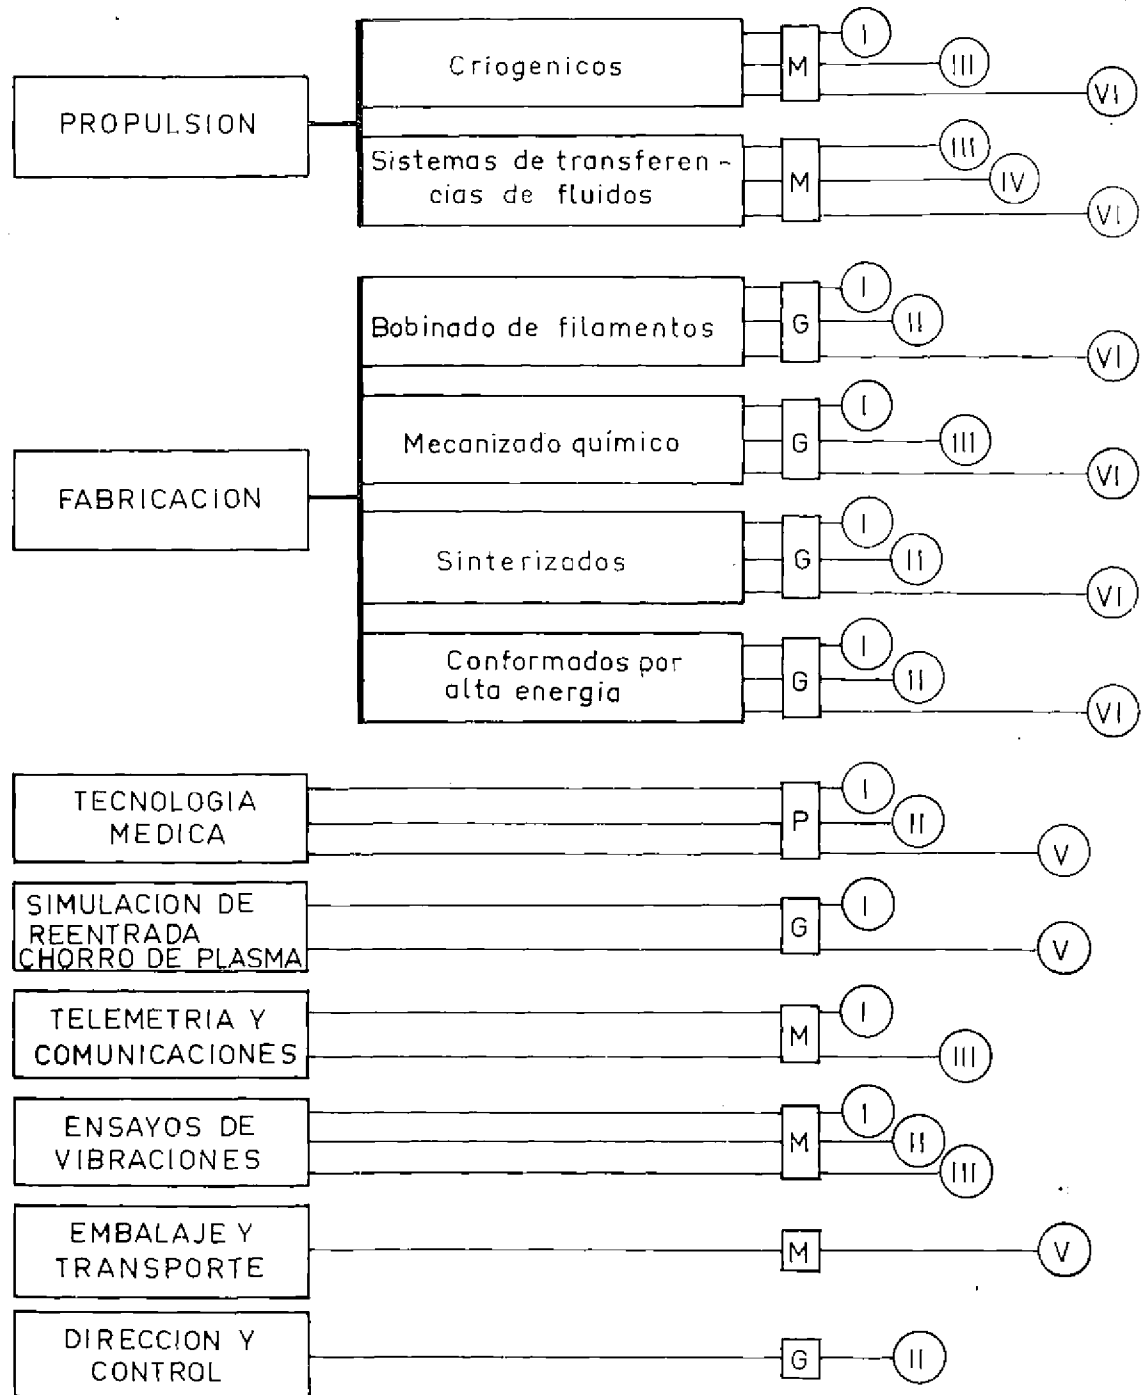 PROPULSION
Criogenicos
M
I
III
VI
Sistemas de transferen-
cias de fluidos
M
III
IV
VI
FABRICACION
Bobinado de filamentos
G
I
II
VI
Mecanizado químico
G
I
III
VI
Sinterizados
G
I
II
VI
Conformados por
alta energia
G
I
II
VI
TECNOLOGIA
MEDICA
P
I
II
V
SIMULACION DE
REENTRADA
CHORRO DE PLASMA
G
I
V
TELEMETRIA Y
COMUNICACIONES
M
I
III
ENSAYOS DE
VIBRACIONES
M
I
II
III
EMBALAJE Y
TRANSPORTE
M
V
DIRECCION Y
CONTROL
G
II